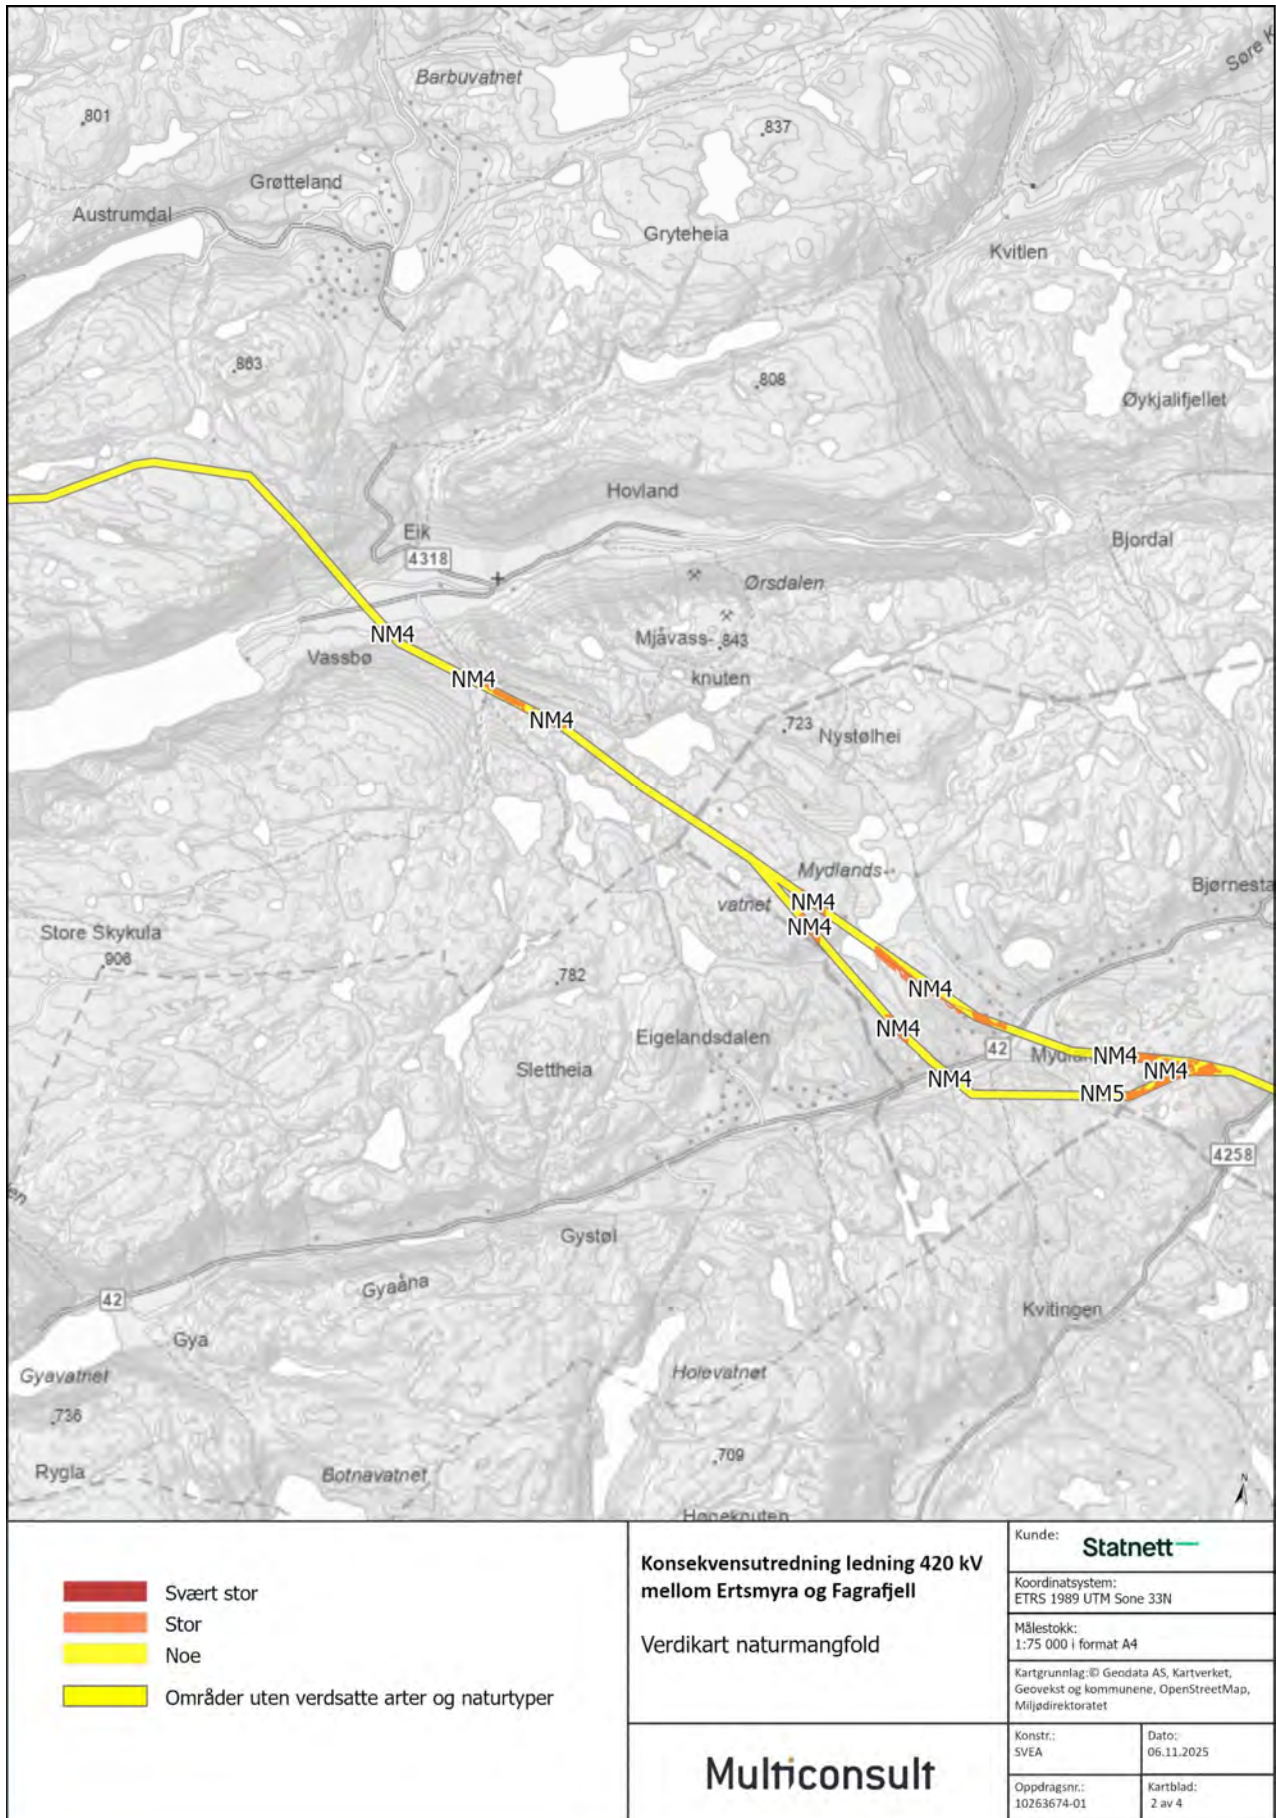 Søre K
Barbuvatnet
801
837
Grøtteland
Austrumdal
Gryteheia
Kvitlen
863
808
Øykjalifjellet
Hovland
Eik
4318
Bjordal
Ørsdalen
NM4
Mjåvass-
843
Vassbø
knuten
NM4
NM4
723
Nystølhei
Mydlands-
vatnet
NM4
NM4
Bjørnesta
Store Skykula
906
782
NM4
NM4
Eigelandsdalen
42
Slettheia
NM4
NM4
NM4
NM5
4258
en
Gystøl
Gyaåna
42
Kvitingen
Gya
Gyavatnet
Holevatnet
736
709
Rygla
Botnavatnet
N
Svært stor
Stor
Noe
Områder uten verdsatte arter og naturtyper
Konsekvensutredning ledning 420 kV
mellom Ertsmyra og Fagrafjell
Verdikart naturmangfold
Multiconsult
Kunde:
Statnett
Koordinatsystem:
ETRS 1989 UTM Sone 33N
Målestokk:
1:75 000 i format A4
Kartgrunnlag:© Geodata AS, Kartverket,
Geovekst og kommunene, OpenStreetMap,
Miljødirektoratet
Konstr.:
SVEA
Dato:
06.11.2025
Oppdragsnr.:
10263674-01
Kartblad:
2 av 4